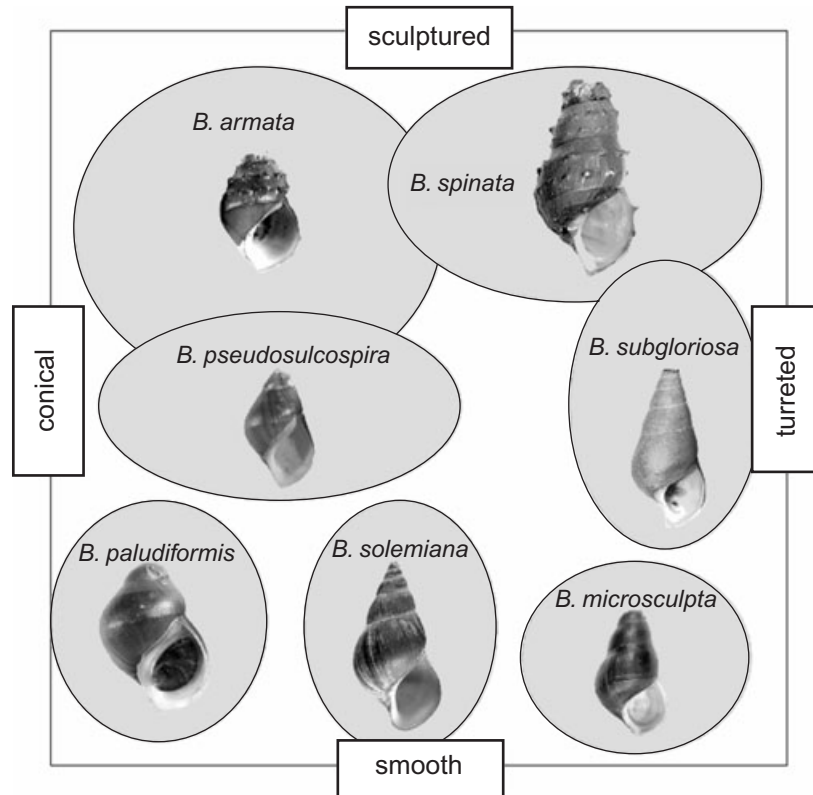 sculptured
B. armata
B. spinata
B. pseudosulcospira
B. subgloriosa
conical
turreted
B. paludiformis
B. solemiana
B. microsculpta
smooth